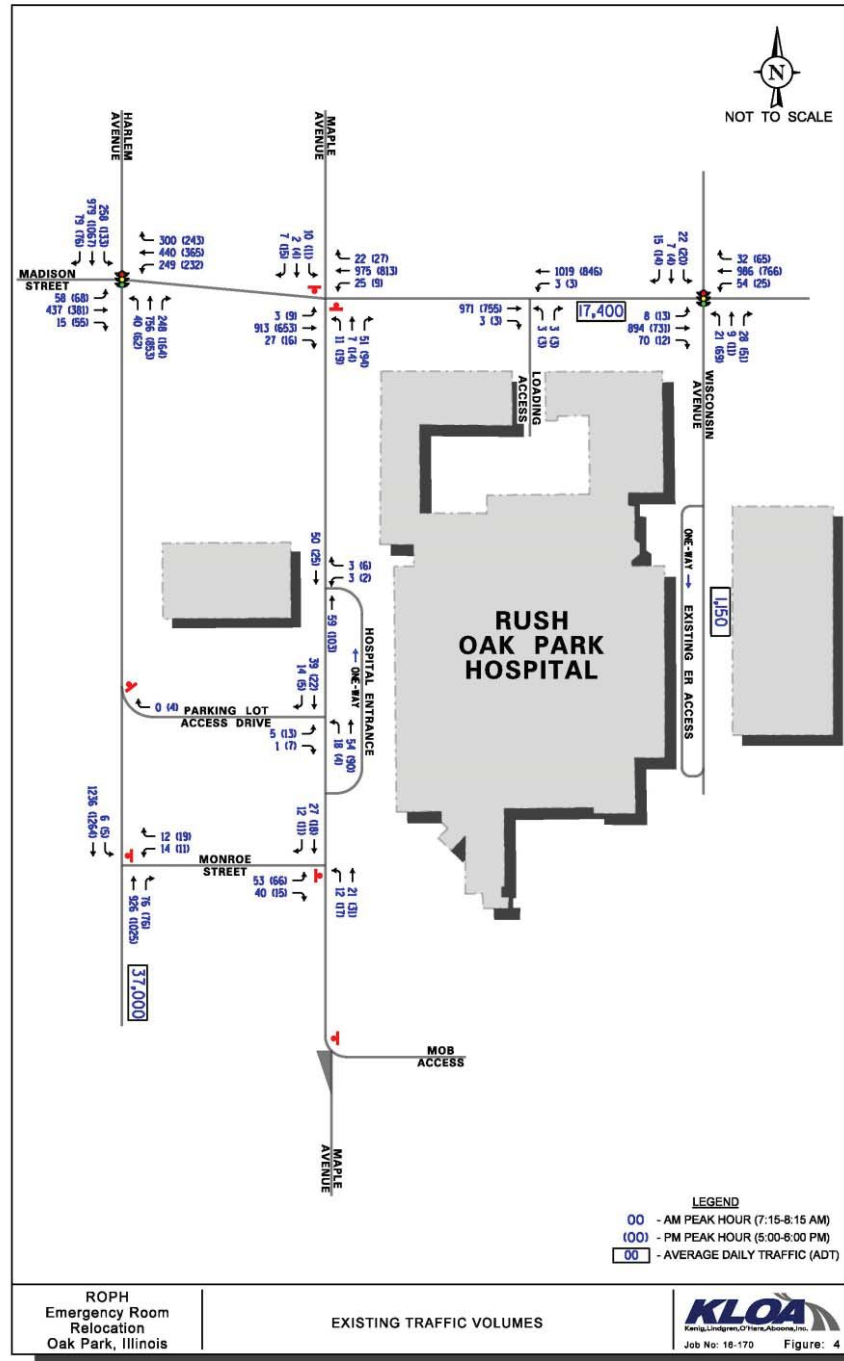 N
NOT TO SCALE
HARLEM
AVENUE
MAPLE
AVENUE
258 (133)
979 (1067)
79 (76)
300 (243)
440 (365)
249 (232)
MADISON
STREET
58 (68)
437 (381)
15 (55)
248 (164)
756 (853)
40 (62)
10 (11)
2 (4)
7 (15)
22 (27)
975 (813)
25 (9)
3 (9)
913 (653)
27 (16)
51 (94)
7 (14)
11 (19)
1019 (846)
3 (3)
971 (755)
3 (3)
3 (3)
3 (3)
17,400
22 (20)
7 (4)
15 (14)
32 (65)
986 (766)
54 (25)
8 (13)
894 (731)
70 (12)
28 (51)
9 (11)
21 (69)
LOADING
ACCESS
WISCONSIN
AVENUE
50 (25)
3 (6)
3 (2)
59 (103)
HOSPITAL ENTRANCE
ONE-WAY
ONE-WAY
EXISTING ER ACCESS
1,150
RUSH
OAK PARK
HOSPITAL
39 (22)
14 (5)
0 (4)
PARKING LOT
ACCESS DRIVE
5 (13)
1 (7)
54 (90)
18 (4)
6 (5)
1236 (1264)
12 (19)
14 (11)
MONROE
STREET
27 (18)
12 (11)
53 (66)
40 (15)
21 (31)
12 (17)
76 (76)
926 (1025)
37,000
MOB
ACCESS
MAPLE
AVENUE
LEGEND
00 - AM PEAK HOUR (7:15-8:15 AM)
(00) - PM PEAK HOUR (5:00-6:00 PM)
00 - AVERAGE DAILY TRAFFIC (ADT)
ROPH
Emergency Room
Relocation
Oak Park, Illinois
EXISTING TRAFFIC VOLUMES
KLOA
Kenig,Lindgren,O'Hara,Aboona,Inc.
Job No: 16-170 Figure: 4